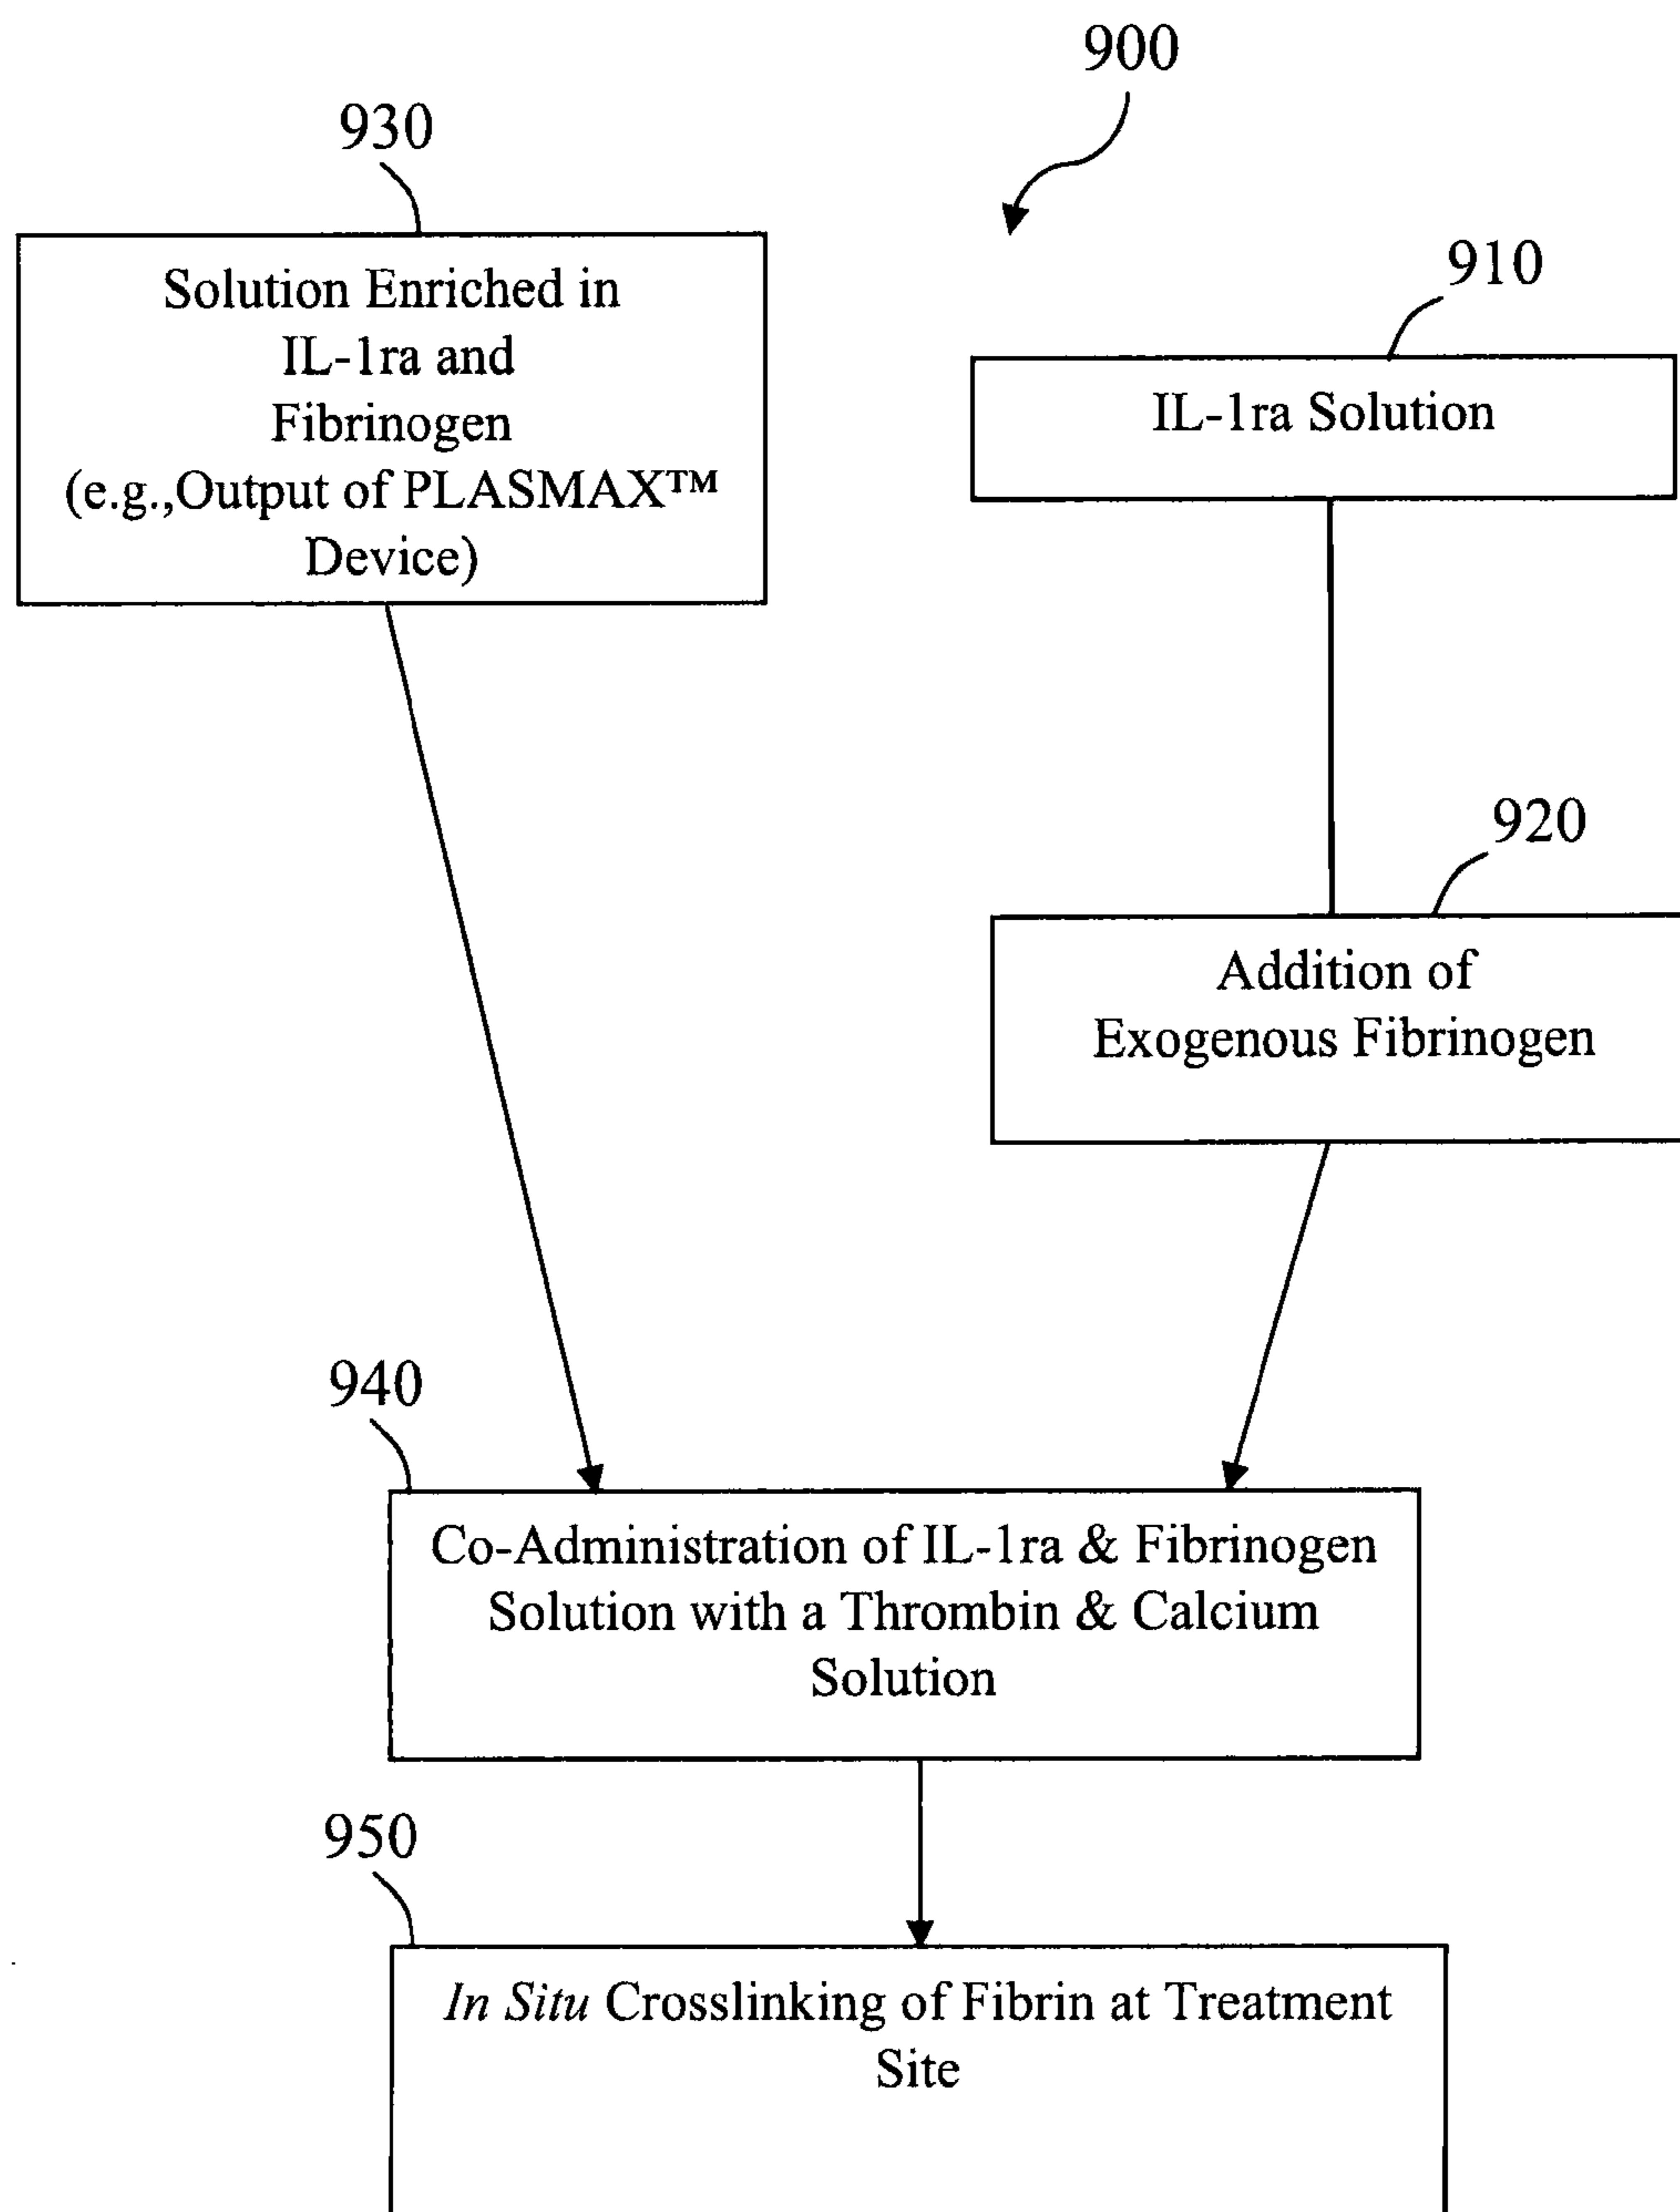 900
930
Solution Enriched in
IL-1ra and
Fibrinogen
(e.g.,Output of PLASMAX™
Device)
910
IL-1ra Solution
920
Addition of
Exogenous Fibrinogen
940
Co-Administration of IL-1ra & Fibrinogen
Solution with a Thrombin & Calcium
Solution
950
In Situ Crosslinking of Fibrin at Treatment
Site